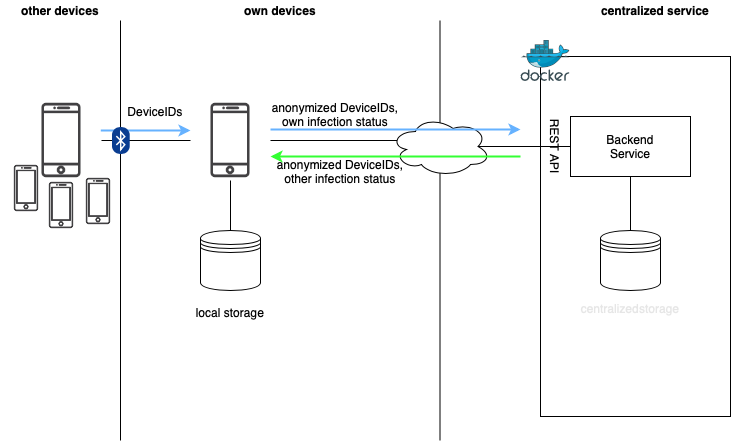 other devices
own devices
centralized service
docker
DeviceIDs
anonymized DeviceIDs,
own infection status
anonymized DeviceIDs,
other infection status
REST API
Backend
Service
local storage
centralizedstorage